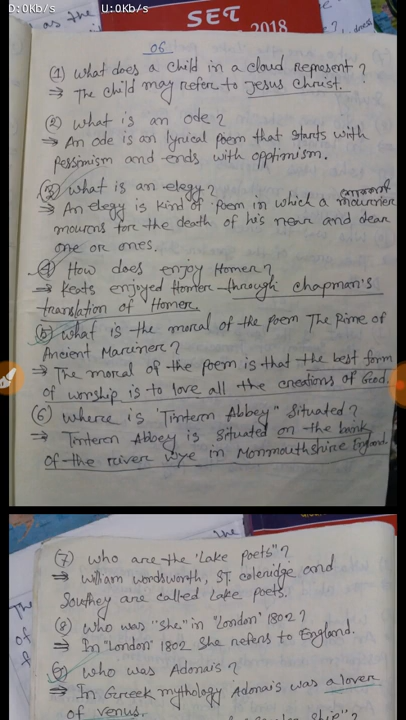 D:0Kb/s U:0Kb/s
as the
SET
2018
06
(1) What does a child in a cloud represent?
⇒ The child may refer to Jesus Christ.
(2) What is an ode?
⇒ An ode is an lyrical poem that starts with
pessimism and ends with opptimism.
(3) What is an elegy?
⇒ An elegy is kind of poem in which a mourner
mourns for the death of his near and dear
one or ones.
(4) How does enjoy Homer?
⇒ Keats enjoyed Homer through chapman's
translation of Homer
(5) What is the moral of the poem The Rime of
Ancient Mariner?
⇒ The moral of the poem is that the best form
of worship is to love all the creations of God.
(6) Where is 'Tintern Abbey" Situated?
⇒ Tintern Abbey is situated on the bank
of the river wye in Monmouthshire England.
the
(7) Who are the 'Lake poets"?
⇒ William wordsworth, ST. coleridge and
Southey are called Lake poets.
(8) Who was "She" in 'London' 1802?
⇒ In "London" 1802 She refers to England.
(9) Who was Adonais?
⇒ In Greek mythology Adonais was a lover
of venus.